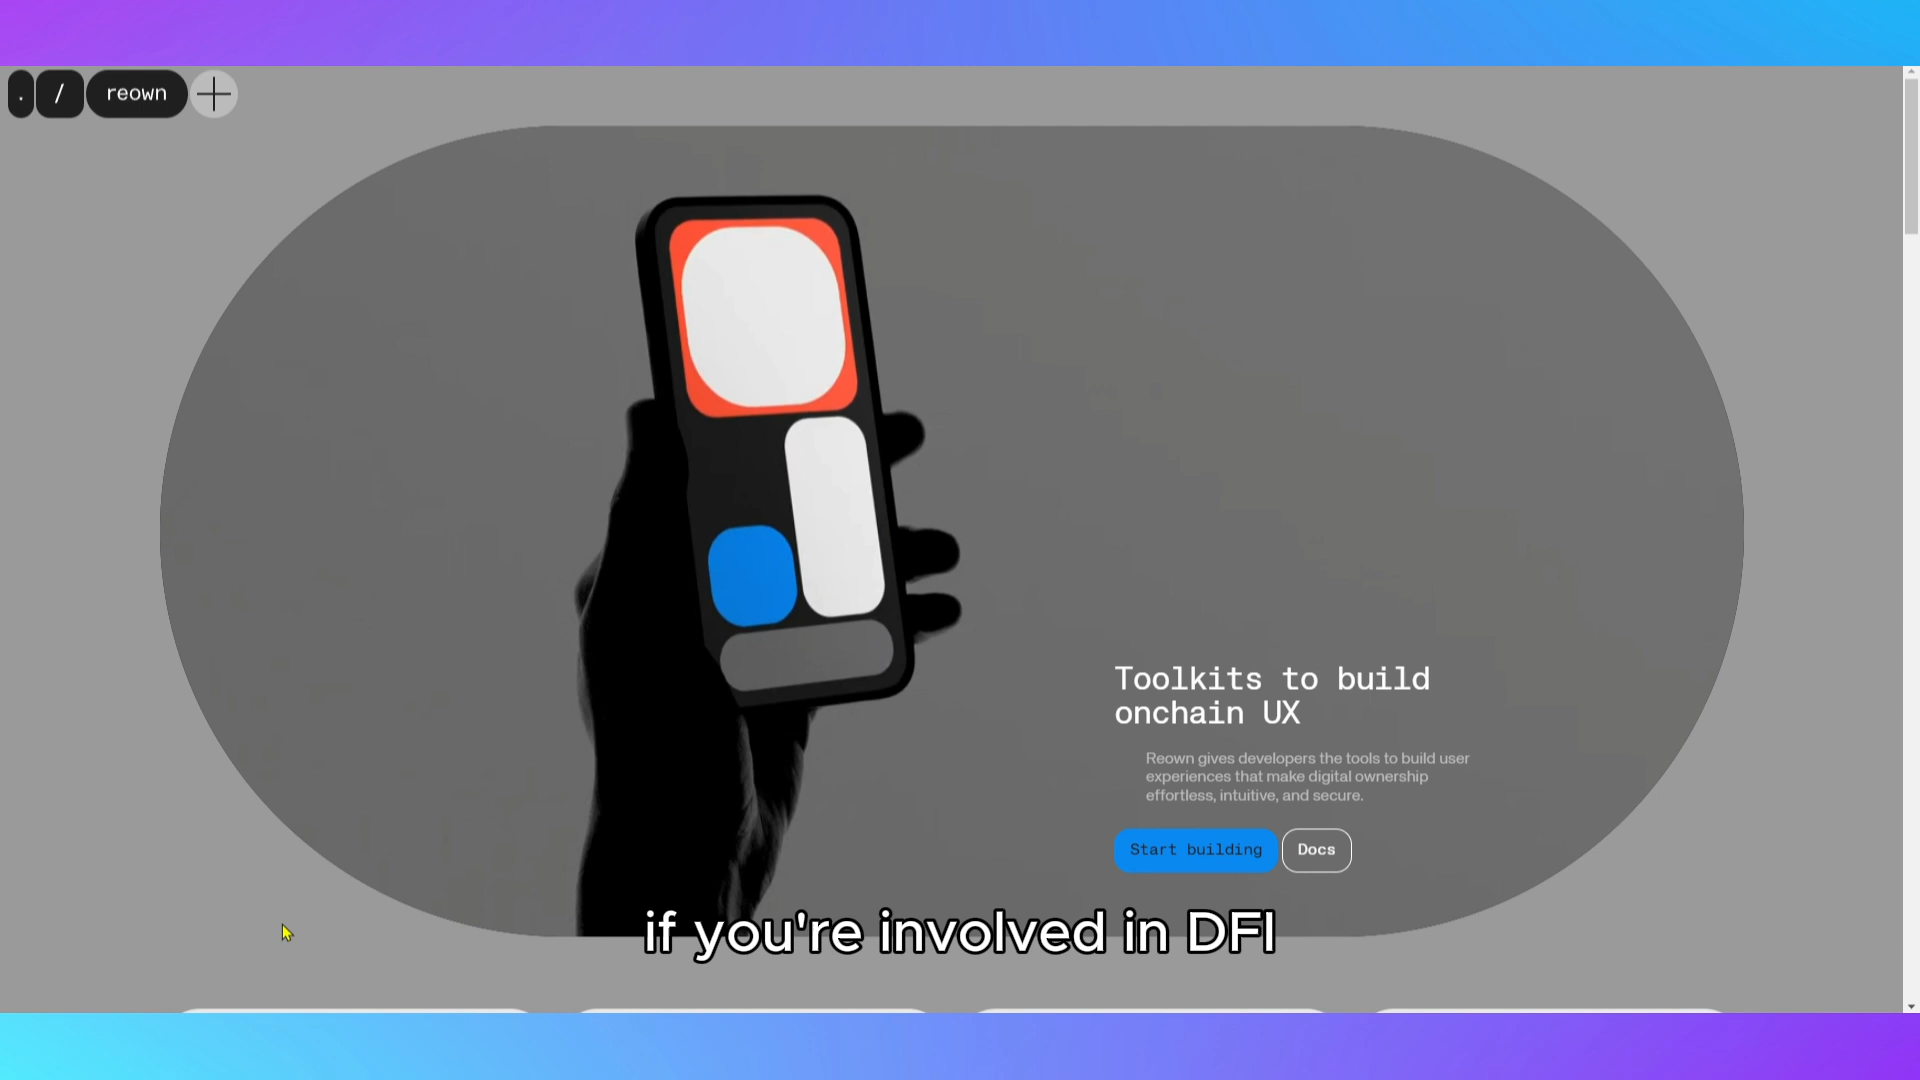 . / reown
Toolkits to build
onchain UX
Reown gives developers the tools to build user
experiences that make digital ownership
effortless, intuitive, and secure.
Start building Docs
if you're involved in DFI